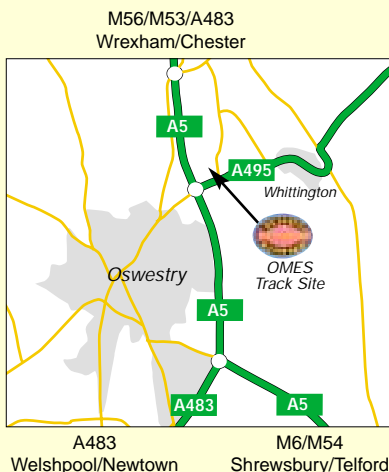 M56/M53/A483
Wrexham/Chester
A5
A495
Whittington
OMES
Track Site
Oswestry
A5
A483
A5
A483
Welshpool/Newtown
M6/M54
Shrewsbury/Telford